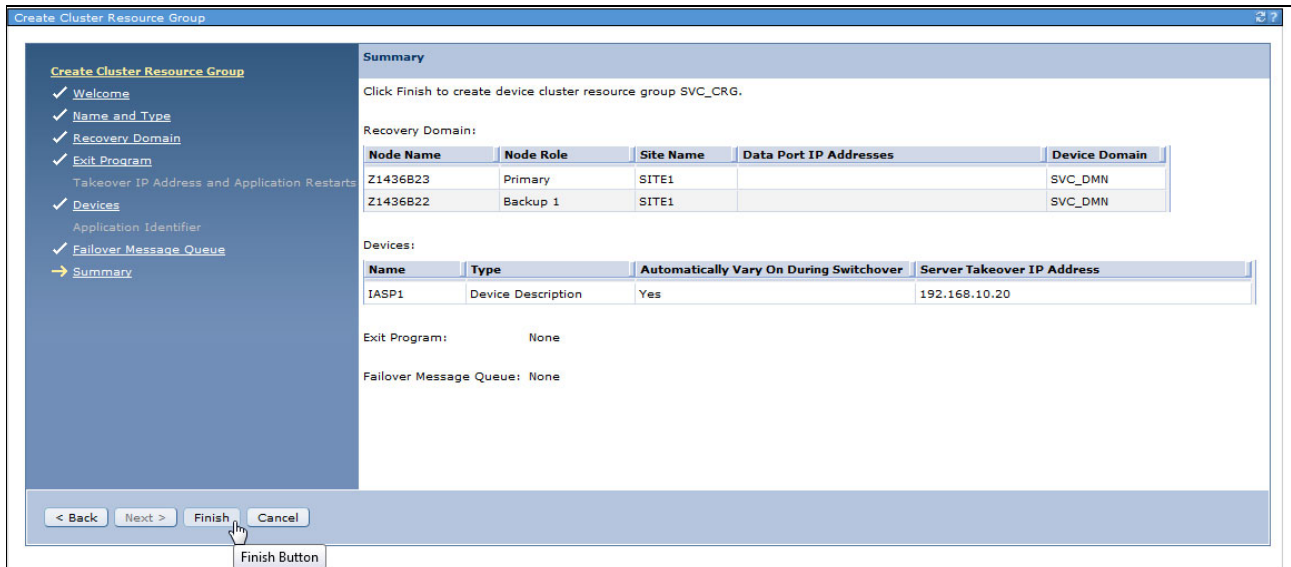 Create Cluster Resource Group
?
Create Cluster Resource Group
Welcome
Name and Type
Recovery Domain
Exit Program
Takeover IP Address and Application Restarts
Devices
Application Identifier
Failover Message Queue
Summary
Summary
Click Finish to create device cluster resource group SVC_CRG.
Recovery Domain:
Node Name Node Role Site Name Data Port IP Addresses Device Domain
Z1436B23 Primary SITE1 SVC_DMN
Z1436B22 Backup 1 SITE1 SVC_DMN
Devices:
Name Type Automatically Vary On During Switchover Server Takeover IP Address
IASP1 Device Description Yes 192.168.10.20
Exit Program: None
Failover Message Queue: None
< Back Next > Finish Cancel
Finish Button